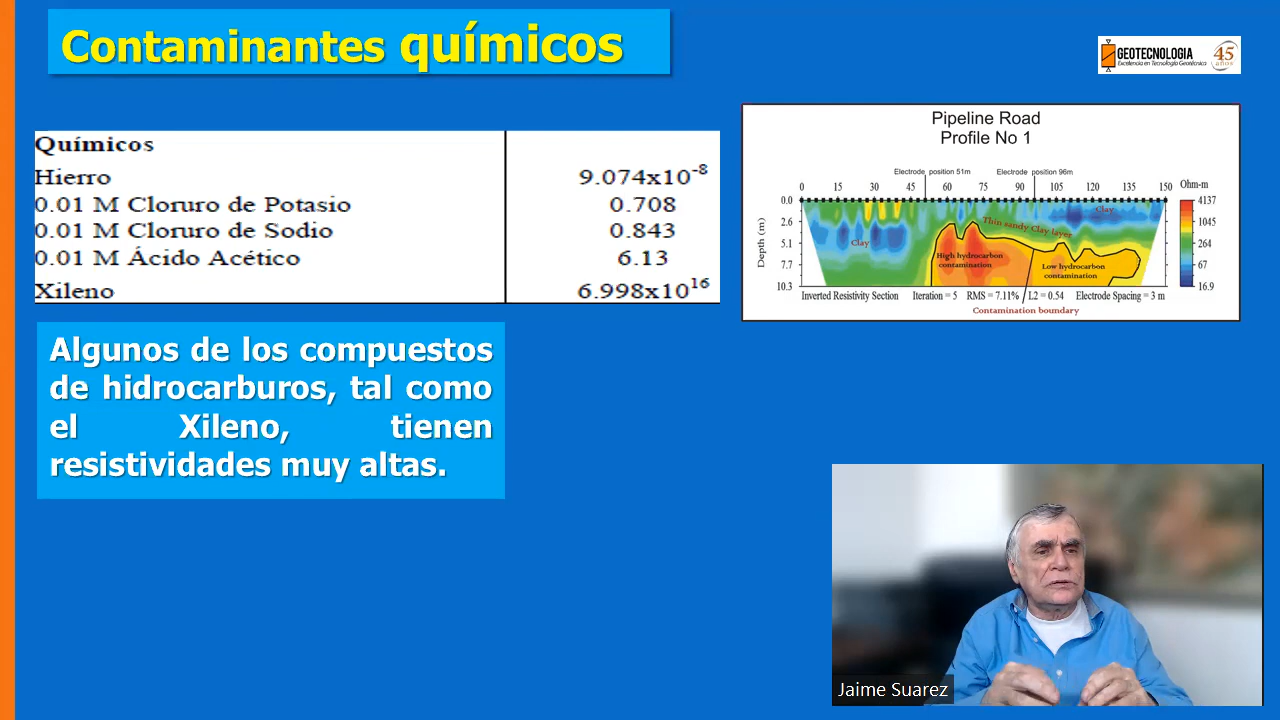 Contaminantes químicos
GEOTECNOLOGIA
Excelencia en Tecnología Geotécnica
45
años
Químicos
Hierro 9.074x10-8
0.01 M Cloruro de Potasio 0.708
0.01 M Cloruro de Sodio 0.843
0.01 M Ácido Acético 6.13
Xileno 6.998x1016
Pipeline Road
Profile No 1
Electrode position 51m Electrode position 96m
0 15 30 45 60 75 90 105 120 135 150 Ohm-m
Depth (m)
0.0
2.6
5.1
7.7
10.3
Clay
Thin sandy Clay layer
Clay
High hydrocarbon
contamination
Low hydrocarbon
contamination
4137
1045
264
67
16.9
Inverted Resistivity Section Iteration = 5 RMS = 7.11% L2 = 0.54 Electrode Spacing = 3 m
Contamination boundary
Algunos de los compuestos
de hidrocarburos, tal como
el Xileno, tienen
resistividades muy altas.
Jaime Suarez